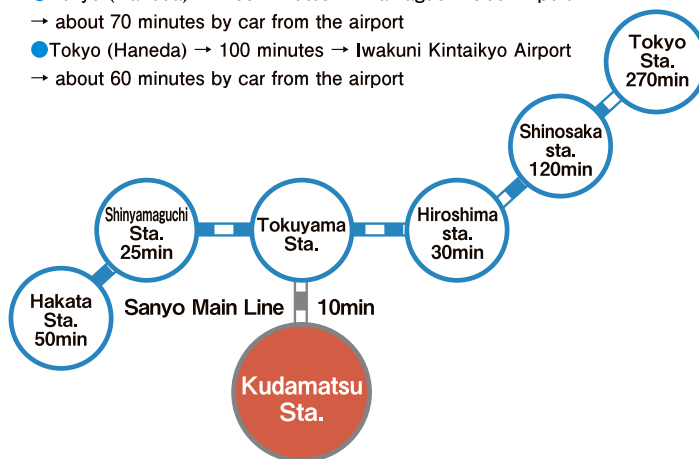 → about 70 minutes by car from the airport
●Tokyo (Haneda) → 100 minutes → Iwakuni Kintaikyo Airport
→ about 60 minutes by car from the airport
Tokyo
Sta.
270min
Shinosaka
sta.
120min
Shinyamaguchi
Sta.
25min
Tokuyama
Sta.
Hiroshima
sta.
30min
Hakata
Sta.
50min
Sanyo Main Line
10min
Kudamatsu
Sta.